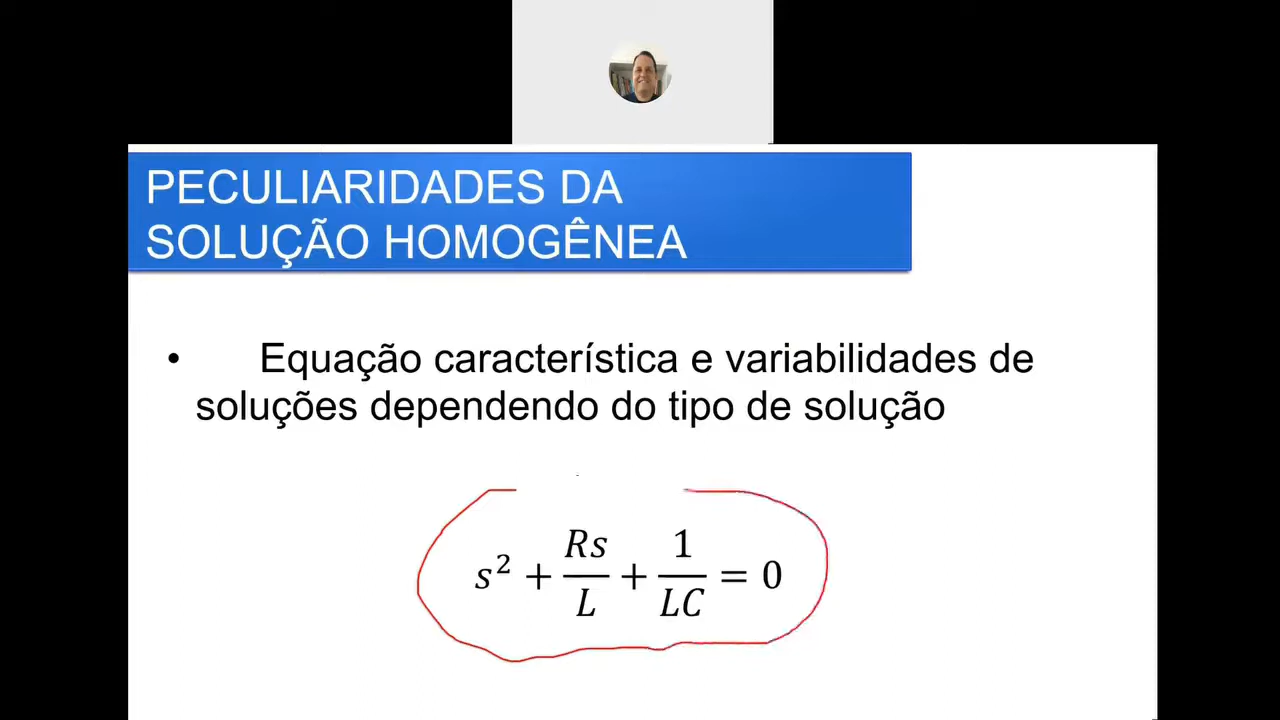 PECULIARIDADES DA
SOLUÇÃO HOMOGÊNEA
• Equação característica e variabilidades de
soluções dependendo do tipo de solução
s² + Rs/L + 1/LC = 0